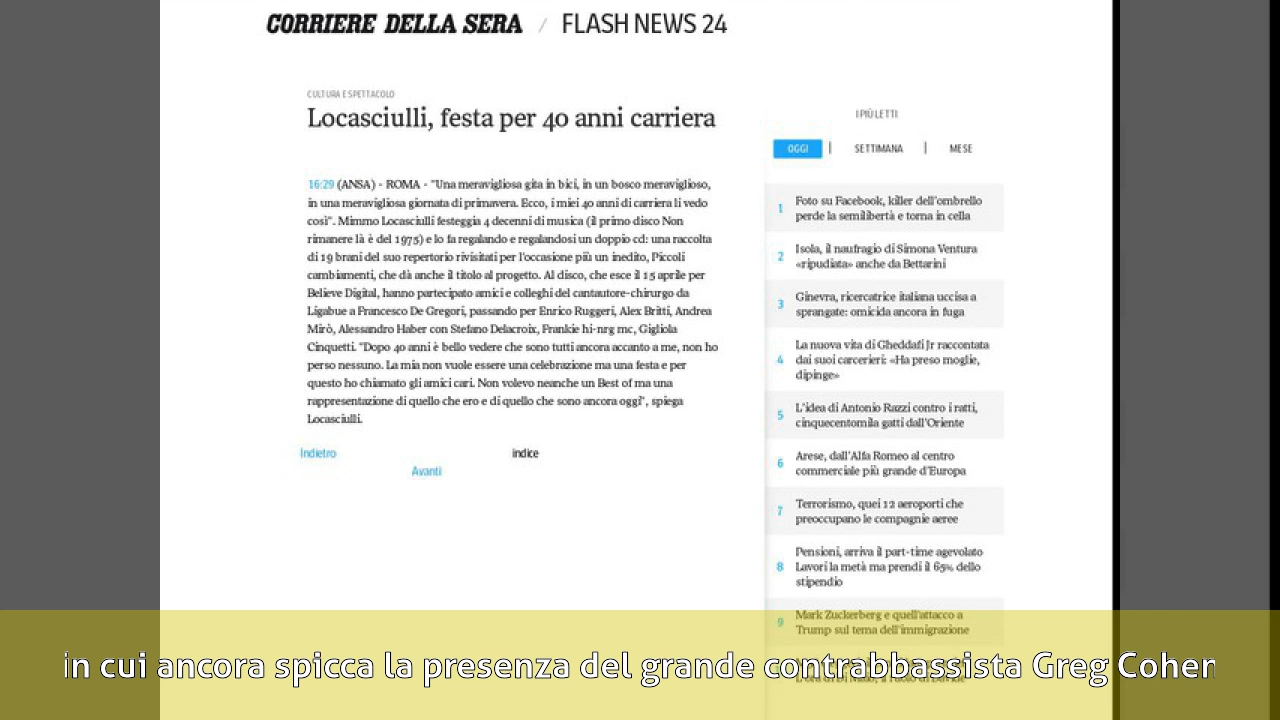 CORRIERE DELLA SERA / FLASH NEWS 24
CULTURA E SPETTACOLO
Locasciulli, festa per 40 anni carriera
16:29 (ANSA) - ROMA - "Una meravigliosa gita in bici, in un bosco meraviglioso,
in una meravigliosa giornata di primavera. Ecco, i miei 40 anni di carriera li vedo
così". Mimmo Locasciulli festeggia 4 decenni di musica (il primo disco Non
rimanere là è del 1975) e lo fa regalando e regalandosi un doppio cd: una raccolta
di 19 brani del suo repertorio rivisitati per l'occasione più un inedito, Piccoli
cambiamenti, che dà anche il titolo al progetto. Al disco, che esce il 15 aprile per
Believe Digital, hanno partecipato amici e colleghi del cantautore-chirurgo da
Ligabue a Francesco De Gregori, passando per Enrico Ruggeri, Alex Britti, Andrea
Mirò, Alessandro Haber con Stefano Delacroix, Frankie hi-nrg mc, Gigliola
Cinquetti. "Dopo 40 anni è bello vedere che sono tutti ancora accanto a me, non ho
perso nessuno. La mia non vuole essere una celebrazione ma una festa e per
questo ho chiamato gli amici cari. Non volevo neanche un Best of ma una
rappresentazione di quello che ero e di quello che sono ancora oggi", spiega
Locasciulli.
Indietro
indice
Avanti
I PIÙ LETTI
OGGI | SETTIMANA | MESE
1 Foto su Facebook, killer dell'ombrello
perde la semilibertà e torna in cella
2 Isola, il naufragio di Simona Ventura
«ripudiata» anche da Bettarini
3 Ginevra, ricercatrice italiana uccisa a
sprangate: omicida ancora in fuga
4 La nuova vita di Gheddafi Jr raccontata
dai suoi carcerieri: «Ha preso moglie,
dipinge»
5 L'idea di Antonio Razzi contro i ratti,
cinquecentomila gatti dall'Oriente
6 Arese, dall'Alfa Romeo al centro
commerciale più grande d'Europa
7 Terrorismo, quei 12 aeroporti che
preoccupano le compagnie aeree
8 Pensioni, arriva il part-time agevolato
Lavori la metà ma prendi il 65% dello
stipendio
9 Mark Zuckerberg e quell'attacco a
Trump sul tema dell'immigrazione
in cui ancora spicca la presenza del grande contrabbassista Greg Cohen